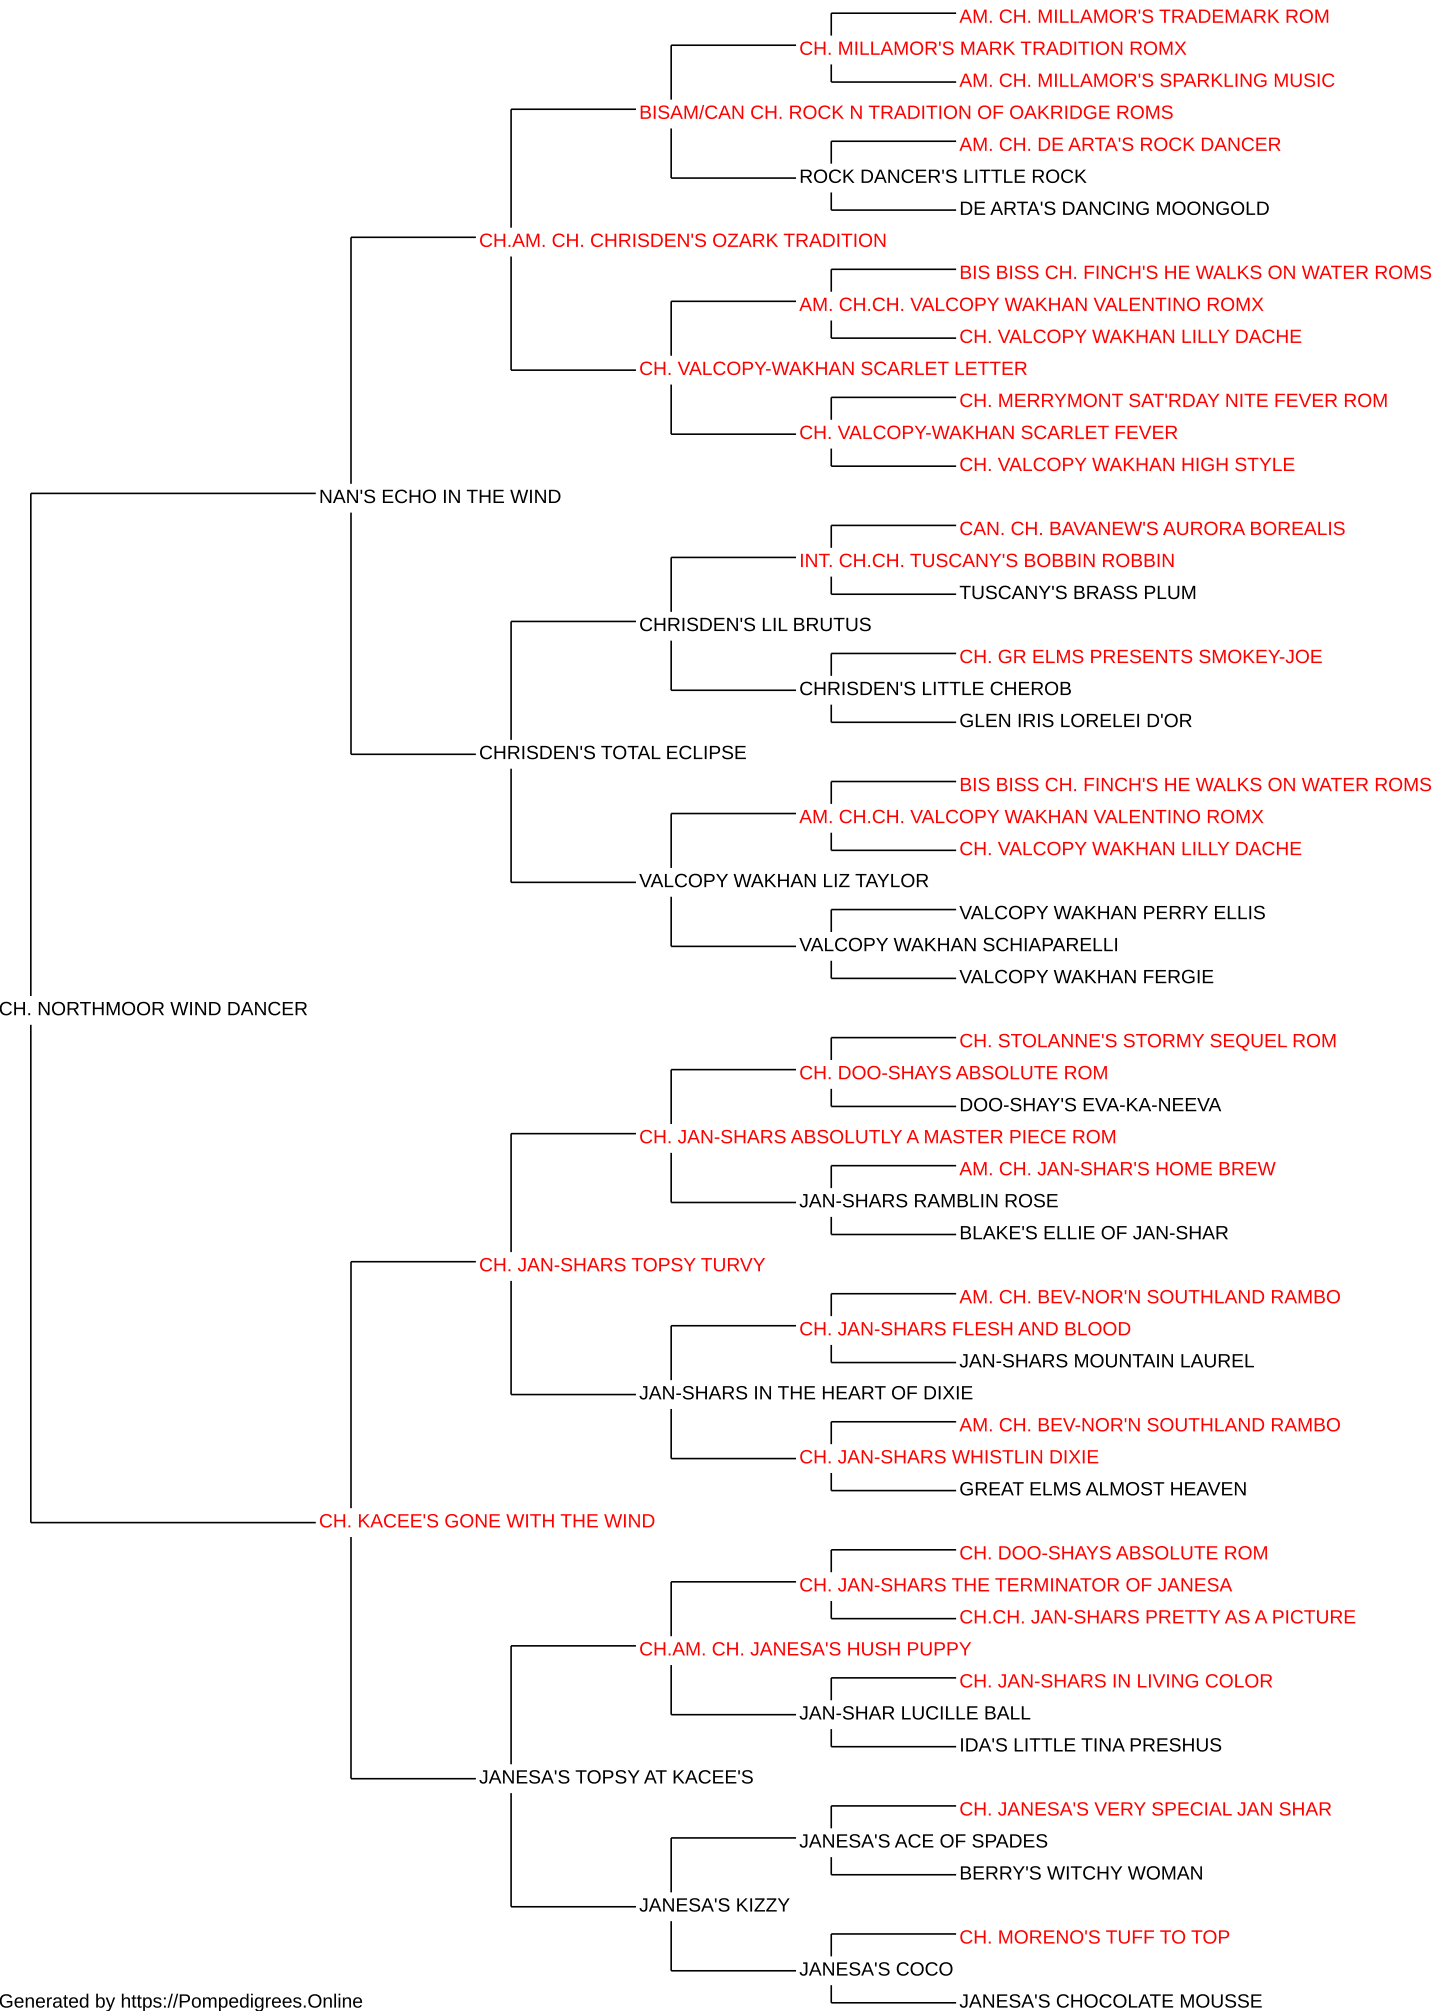 AM. CH. MILLAMOR'S TRADEMARK ROM
CH. MILLAMOR'S MARK TRADITION ROMX
AM. CH. MILLAMOR'S SPARKLING MUSIC
BISAM/CAN CH. ROCK N TRADITION OF OAKRIDGE ROMS
AM. CH. DE ARTA'S ROCK DANCER
ROCK DANCER'S LITTLE ROCK
DE ARTA'S DANCING MOONGOLD
CH.AM. CH. CHRISDEN'S OZARK TRADITION
BIS BISS CH. FINCH'S HE WALKS ON WATER ROMS
AM. CH.CH. VALCOPY WAKHAN VALENTINO ROMX
CH. VALCOPY WAKHAN LILLY DACHE
CH. VALCOPY-WAKHAN SCARLET LETTER
CH. MERRYMONT SAT'RDAY NITE FEVER ROM
CH. VALCOPY-WAKHAN SCARLET FEVER
CH. VALCOPY WAKHAN HIGH STYLE
NAN'S ECHO IN THE WIND
CAN. CH. BAVANEW'S AURORA BOREALIS
INT. CH.CH. TUSCANY'S BOBBIN ROBBIN
TUSCANY'S BRASS PLUM
CHRISDEN'S LIL BRUTUS
CH. GR ELMS PRESENTS SMOKEY-JOE
CHRISDEN'S LITTLE CHEROB
GLEN IRIS LORELEI D'OR
CHRISDEN'S TOTAL ECLIPSE
BIS BISS CH. FINCH'S HE WALKS ON WATER ROMS
AM. CH.CH. VALCOPY WAKHAN VALENTINO ROMX
CH. VALCOPY WAKHAN LILLY DACHE
VALCOPY WAKHAN LIZ TAYLOR
VALCOPY WAKHAN PERRY ELLIS
VALCOPY WAKHAN SCHIAPARELLI
VALCOPY WAKHAN FERGIE
CH. NORTHMOOR WIND DANCER
CH. STOLANNE'S STORMY SEQUEL ROM
CH. DOO-SHAYS ABSOLUTE ROM
DOO-SHAY'S EVA-KA-NEEVA
CH. JAN-SHARS ABSOLUTLY A MASTER PIECE ROM
AM. CH. JAN-SHAR'S HOME BREW
JAN-SHARS RAMBLIN ROSE
BLAKE'S ELLIE OF JAN-SHAR
CH. JAN-SHARS TOPSY TURVY
AM. CH. BEV-NOR'N SOUTHLAND RAMBO
CH. JAN-SHARS FLESH AND BLOOD
JAN-SHARS MOUNTAIN LAUREL
JAN-SHARS IN THE HEART OF DIXIE
AM. CH. BEV-NOR'N SOUTHLAND RAMBO
CH. JAN-SHARS WHISTLIN DIXIE
GREAT ELMS ALMOST HEAVEN
CH. KACEE'S GONE WITH THE WIND
CH. DOO-SHAYS ABSOLUTE ROM
CH. JAN-SHARS THE TERMINATOR OF JANESA
CH.CH. JAN-SHARS PRETTY AS A PICTURE
CH.AM. CH. JANESA'S HUSH PUPPY
CH. JAN-SHARS IN LIVING COLOR
JAN-SHAR LUCILLE BALL
IDA'S LITTLE TINA PRESHUS
JANESA'S TOPSY AT KACEE'S
CH. JANESA'S VERY SPECIAL JAN SHAR
JANESA'S ACE OF SPADES
BERRY'S WITCHY WOMAN
JANESA'S KIZZY
CH. MORENO'S TUFF TO TOP
JANESA'S COCO
JANESA'S CHOCOLATE MOUSSE
Generated by https://Pompedigrees.Online